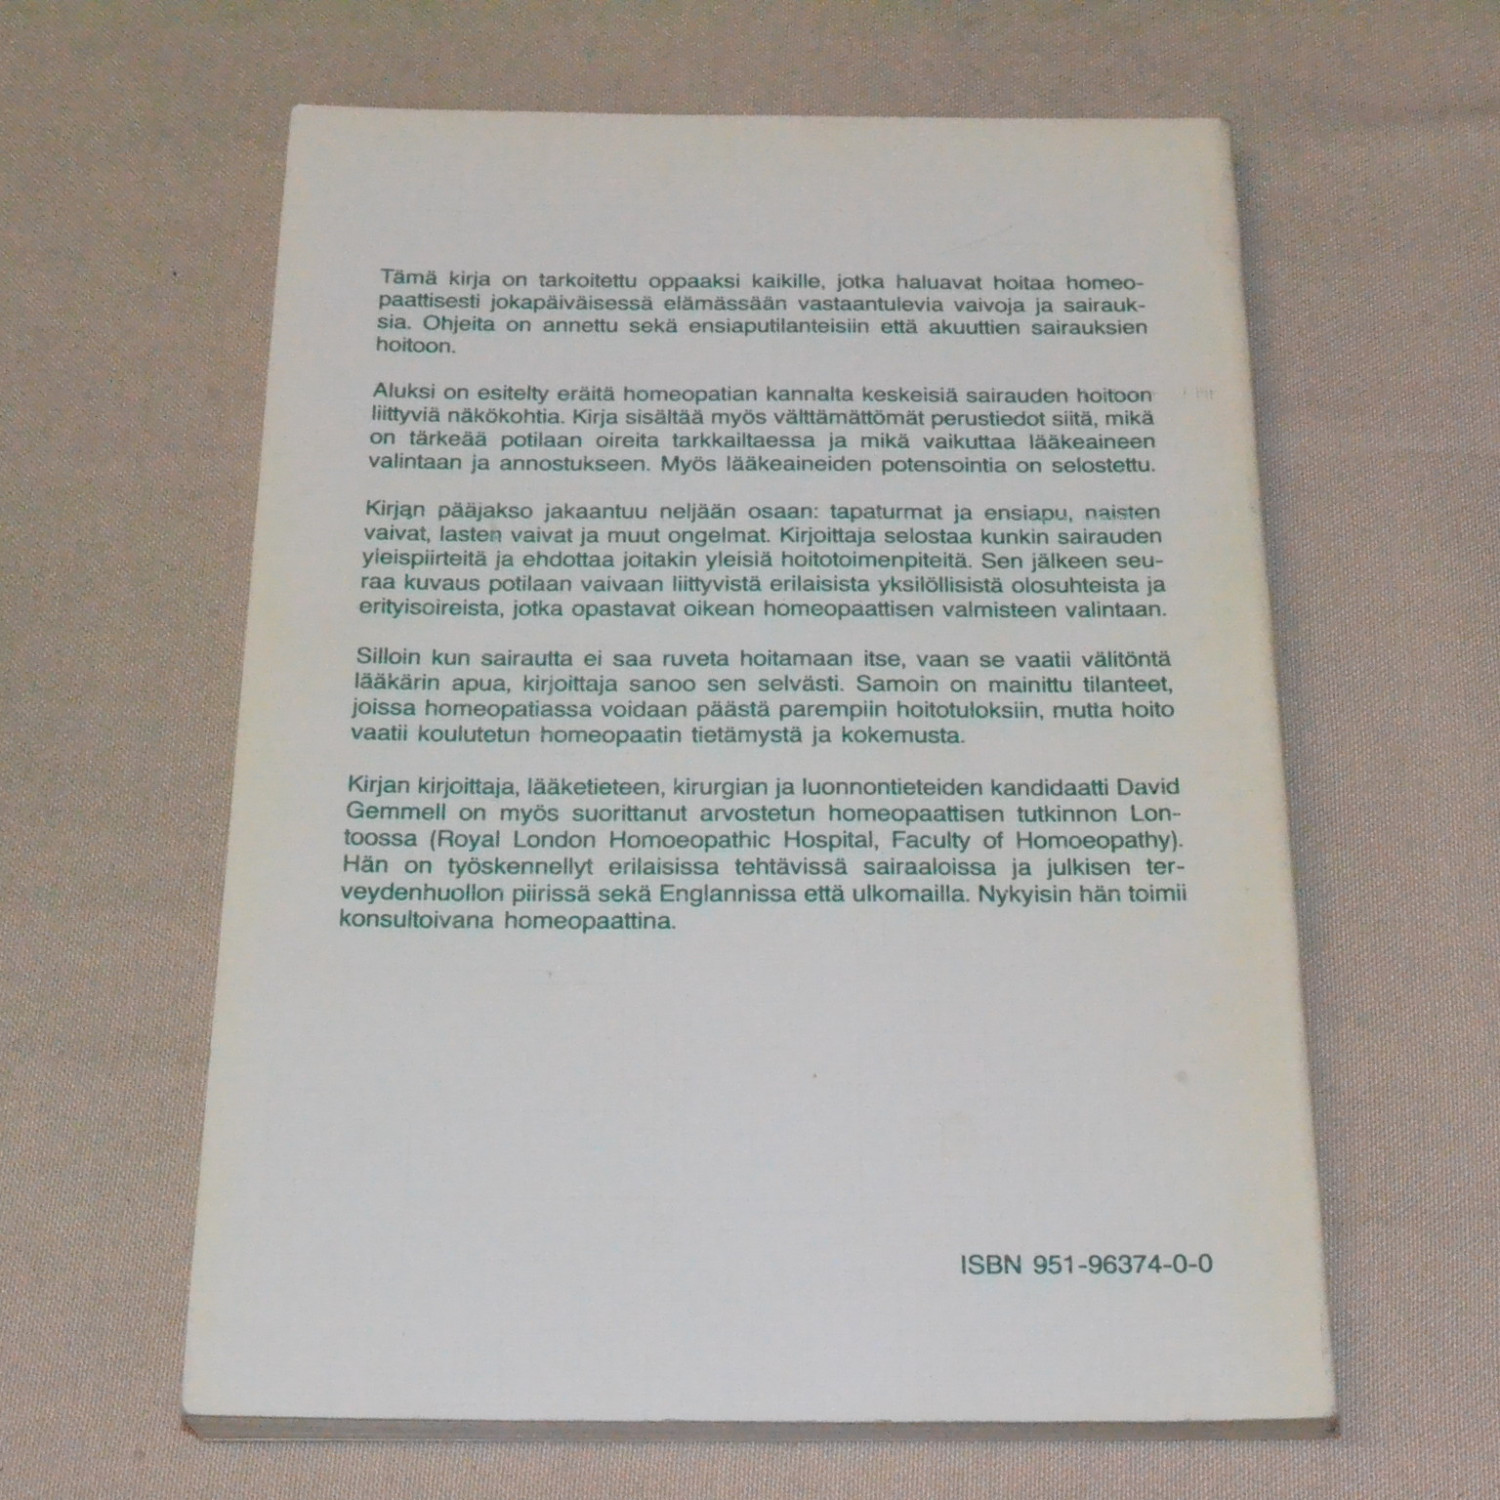 Tämä kirja on tarkoitettu oppaaksi kaikille, jotka haluavat hoitaa homeo-
paattisesti jokapäiväisessä elämässään vastaantulevia vaivoja ja sairauk-
sia. Ohjeita on annettu sekä ensiaputilanteisiin että akuuttien sairauksien
hoitoon.
Aluksi on esitelty eräitä homeopatian kannalta keskeisiä sairauden hoitoon
liittyviä näkökohtia. Kirja sisältää myös välttämättömät perustiedot siitä, mikä
on tärkeää potilaan oireita tarkkailtaessa ja mikä vaikuttaa lääkeaineen
valintaan ja annostukseen. Myös lääkeaineiden potensointia on selostettu.
Kirjan pääjakso jakaantuu neljään osaan: tapaturmat ja ensiapu, naisten
vaivat, lasten vaivat ja muut ongelmat. Kirjoittaja selostaa kunkin sairauden
yleispiirteitä ja ehdottaa joitakin yleisiä hoitotoimenpiteitä. Sen jälkeen seu-
raa kuvaus potilaan vaivaan liittyvistä erilaisista yksilöllisistä olosuhteista ja
erityisoireista, jotka opastavat oikean homeopaattisen valmisteen valintaan.
Silloin kun sairautta ei saa ruveta hoitamaan itse, vaan se vaatii välitöntä
lääkärin apua, kirjoittaja sanoo sen selvästi. Samoin on mainittu tilanteet,
joissa homeopatiassa voidaan päästä parempiin hoitotuloksiin, mutta hoito
vaatii koulutetun homeopaatin tietämystä ja kokemusta.
Kirjan kirjoittaja, lääketieteen, kirurgian ja luonnontieteiden kandidaatti David
Gemmell on myös suorittanut arvostetun homeopaattisen tutkinnon Lon-
toossa (Royal London Homoeopathic Hospital, Faculty of Homoeopathy).
Hän on työskennellyt erilaisissa tehtävissä sairaaloissa ja julkisen ter-
veydenhuollon piirissä sekä Englannissa että ulkomailla. Nykyisin hän toimii
konsultoivana homeopaattina.
ISBN 951-96374-0-0